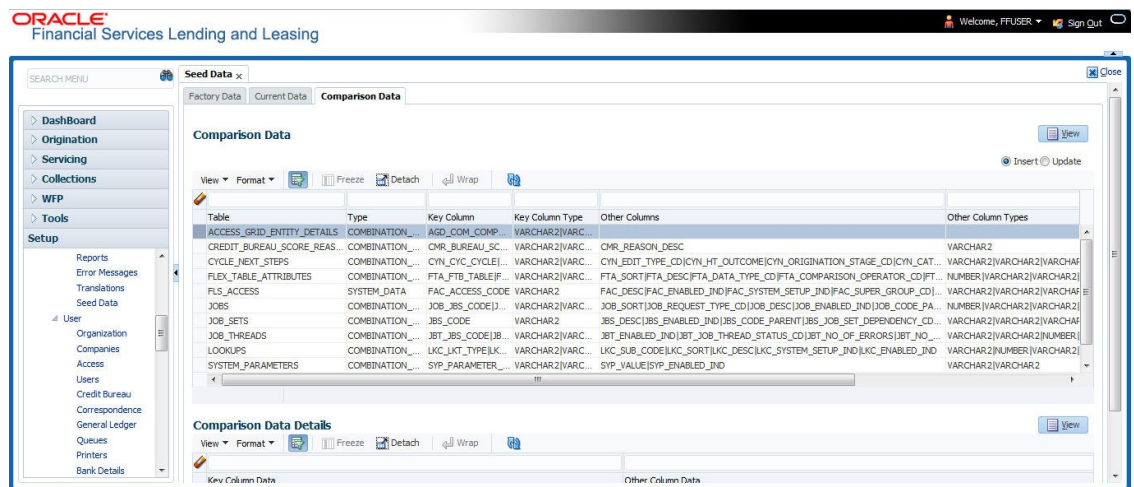 ORACLE
Financial Services Lending and Leasing
Welcome, FFUSER
Sign Out
SEARCH MENU
Seed Data x
Close
Factory Data Current Data Comparison Data
DashBoard
Origination
Servicing
Collections
WFP
Tools
Setup
Reports
Error Messages
Translations
Seed Data
User
Organization
Companies
Access
Users
Credit Bureau
Correspondence
General Ledger
Queues
Printers
Bank Details
Comparison Data
View
Insert Update
View Format Freeze Detach Wrap
Table Type Key Column Key Column Type Other Columns Other Column Types
ACCESS_GRID_ENTITY_DETAILS COMBINATION_... AGD_COM_COMP... VARCHAR2|VARC...
CREDIT_BUREAU_SCORE_REAS... COMBINATION_... CMR_BUREAU_SC... VARCHAR2|VARC... CMR_REASON_DESC VARCHAR2
CYCLE_NEXT_STEPS COMBINATION_... CYN_CYC_CYCLE|... VARCHAR2|VARC... CYN_EDIT_TYPE_CD|CYN_HT_OUTCOME|CYN_ORIGINATION_STAGE_CD|CYN_CAT... VARCHAR2|VARCHAR2|VARCHAR
FLEX_TABLE_ATTRIBUTES COMBINATION_... FTA_FTB_TABLE|F... VARCHAR2|VARC... FTA_SORT|FTA_DESC|FTA_DATA_TYPE_CD|FTA_COMPARISON_OPERATOR_CD|FT... NUMBER|VARCHAR2|VARCHAR2|
FLS_ACCESS SYSTEM_DATA FAC_ACCESS_CODE VARCHAR2 FAC_DESC|FAC_ENABLED_IND|FAC_SYSTEM_SETUP_IND|FAC_SUPER_GROUP_CD|... VARCHAR2|VARCHAR2|VARCHAR
JOBS COMBINATION_... JOB_JBS_CODE|J... VARCHAR2|VARC... JOB_SORT|JOB_REQUEST_TYPE_CD|JOB_DESC|JOB_ENABLED_IND|JOB_CODE_PA... NUMBER|VARCHAR2|VARCHAR2|
JOB_SETS COMBINATION_... JBS_CODE VARCHAR2 JBS_DESC|JBS_ENABLED_IND|JBS_CODE_PARENT|JBS_JOB_SET_DEPENDENCY_CD... VARCHAR2|VARCHAR2|VARCHAR
JOB_THREADS COMBINATION_... JBT_JBS_CODE|JB... VARCHAR2|VARC... JBT_ENABLED_IND|JBT_JOB_THREAD_STATUS_CD|JBT_NO_OF_ERRORS|JBT_NO_... VARCHAR2|VARCHAR2|NUMBER|
LOOKUPS COMBINATION_... LKC_LKT_TYPE|LK... VARCHAR2|VARC... LKC_SUB_CODE|LKC_SORT|LKC_DESC|LKC_SYSTEM_SETUP_IND|LKC_ENABLED_IND VARCHAR2|NUMBER|VARCHAR2|
SYSTEM_PARAMETERS COMBINATION_... SYP_PARAMETER_... VARCHAR2|VARC... SYP_VALUE|SYP_ENABLED_IND VARCHAR2|VARCHAR2
Comparison Data Details
View
View Format Freeze Detach Wrap
Key Column Data Other Column Data